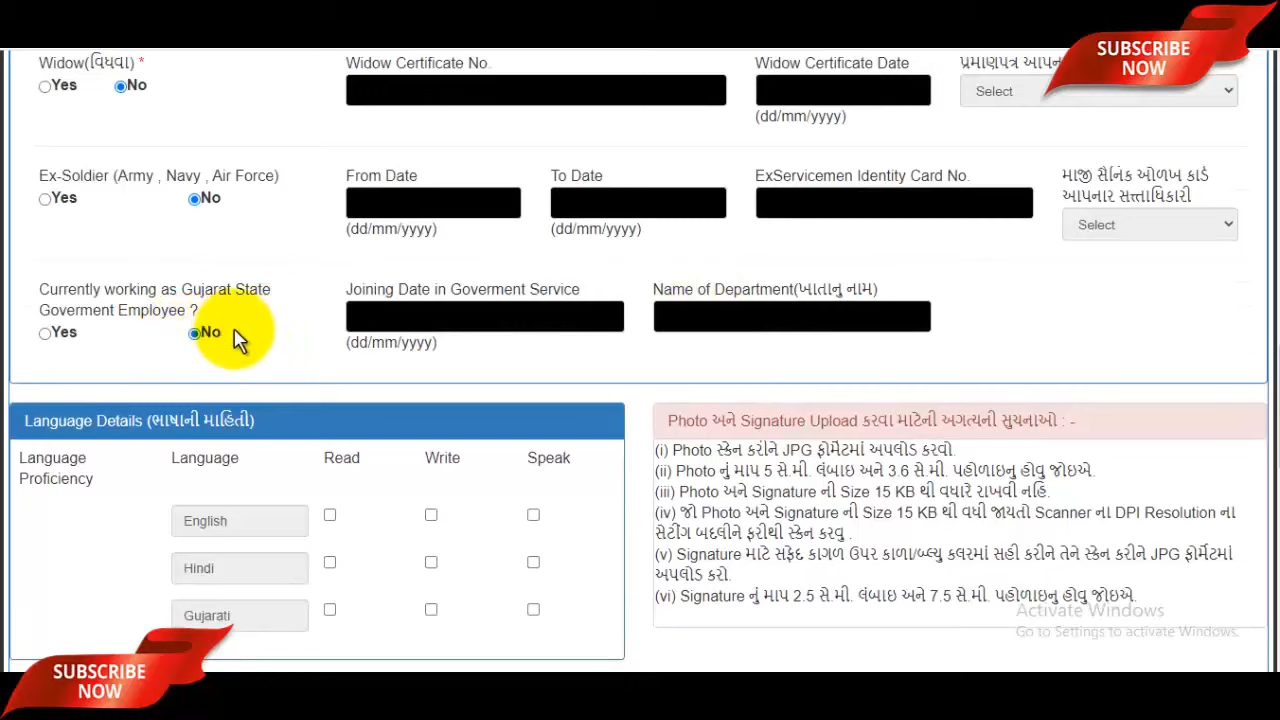 SUBSCRIBE
NOW
Widow(વિધવા) *
Widow Certificate No.
Widow Certificate Date
પ્રમાણપત્ર
Yes
No
Select
(dd/mm/yyyy)
Ex-Soldier (Army , Navy , Air Force)
From Date
To Date
ExServicemen Identity Card No.
માજી સૈનિક ઓળખ કાર્ડ
આપનાર સત્તાધિકારી
Yes
No
(dd/mm/yyyy)
(dd/mm/yyyy)
Select
Currently working as Gujarat State
Goverment Employee ?
Joining Date in Goverment Service
Name of Department(ખાતાનુ નામ)
Yes
No
(dd/mm/yyyy)
Language Details (ભાષાની માહિતી)
Language
Proficiency
Language
Read
Write
Speak
English
Hindi
Gujarati
Photo અને Signature Upload કરવા માટેની અગત્યની સુચનાઓ : -
(i) Photo સ્કેન કરીને JPG ફોર્મેટમાં અપલોડ કરવો.
(ii) Photo નું માપ 5 સે.મી. લંબાઇ અને 3.6 સે.મી. પહોળાઇનુ હોવુ જોઇએ.
(iii) Photo અને Signature ની Size 15 KB થી વધારે રાખવી નહિ.
(iv) જો Photo અને Signature ની Size 15 KB થી વધી જાયતો Scanner ના DPI Resolution ના
સેટીંગ બદલીને ફરીથી સ્કેન કરવુ .
(v) Signature માટે સફેદ કાગળ ઉપર કાળા/બ્લ્યુ કલરમાં સહી કરીને તેને સ્કેન કરીને JPG ફોર્મેટમાં
અપલોડ કરો.
(vi) Signature નું માપ 2.5 સે.મી. લંબાઇ અને 7.5 સે.મી. પહોળાઇનુ હોવુ જોઇએ.
Activate Windows
Go to Settings to activate Windows.
SUBSCRIBE
NOW